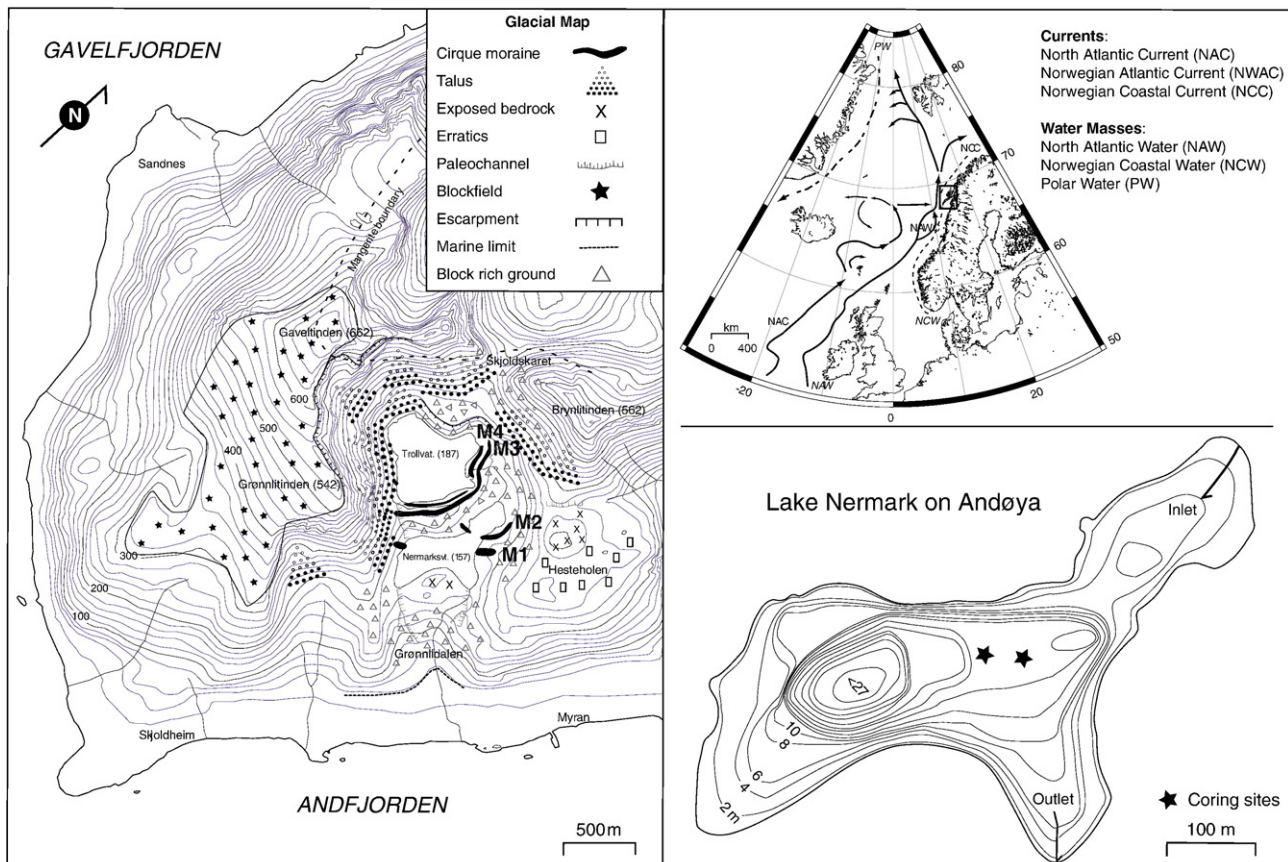 GAVELFJORDEN
N
Sandnes
Mangente boundary
Gaveltinden (662)
600
500
400
Grønnlitinden (542)
300
200
100
Skjoldskaret
Brynlitinden (562)
M4
M3
Trollvat. (187)
M2
M1
Nermarksvt. (157)
Hesteholen
Grønnlidalen
Skjoldheim
Myran
ANDFJORDEN
500 m
Glacial Map
Cirque moraine
Talus
Exposed bedrock
Erratics
Paleochannel
Blockfield
Escarpment
Marine limit
Block rich ground
PW
80
NCC
70
NAW
60
NAC
NCW
NAW
50
km
0 400
-20
0
20
Currents:
North Atlantic Current (NAC)
Norwegian Atlantic Current (NWAC)
Norwegian Coastal Current (NCC)
Water Masses:
North Atlantic Water (NAW)
Norwegian Coastal Water (NCW)
Polar Water (PW)
Lake Nermark on Andøya
Inlet
<27
10
8
6
4
2 m
Outlet
Coring sites
100 m